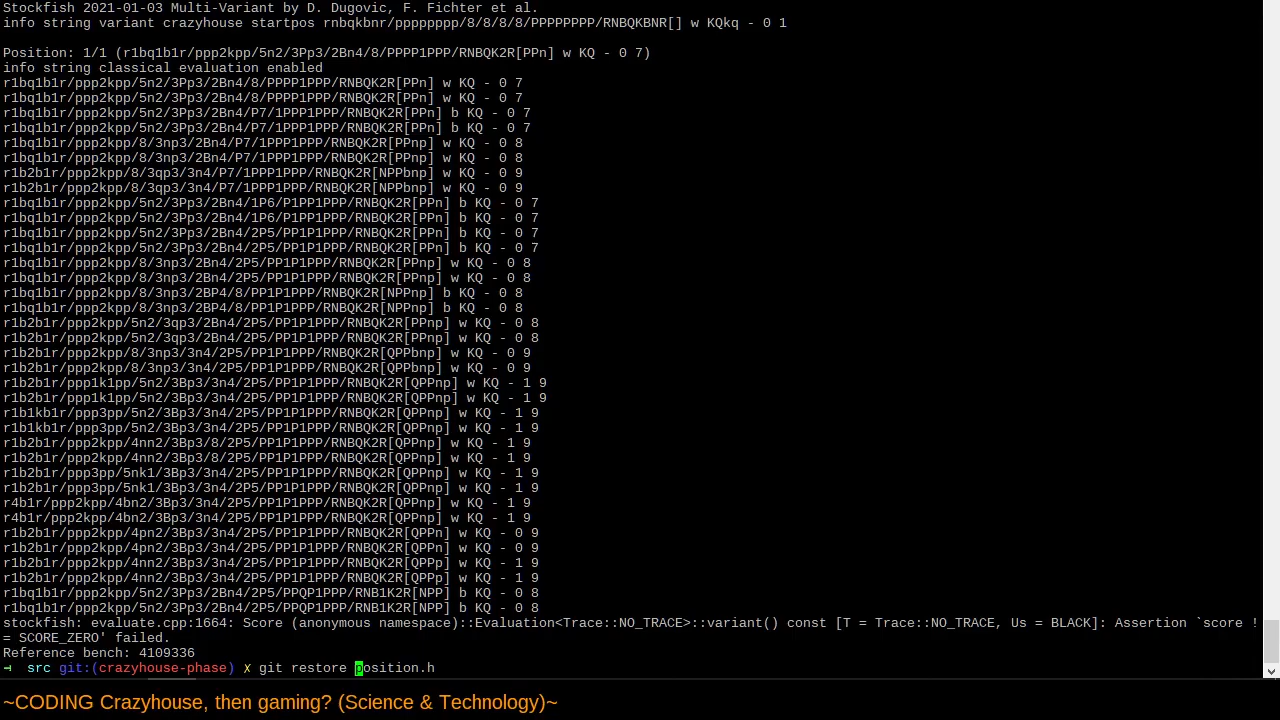 Stockfish 2021-01-03 Multi-Variant by D. Dugovic, F. Fichter et al.
info string variant crazyhouse startpos rnbqkbnr/pppppppp/8/8/8/8/PPPPPPPP/RNBQKBNR[] w KQkq - 0 1
Position: 1/1 (r1bq1b1r/ppp2kpp/5n2/3Pp3/2Bn4/8/PPPP1PPP/RNBQK2R[PPn] w KQ - 0 7)
info string classical evaluation enabled
r1bq1b1r/ppp2kpp/5n2/3Pp3/2Bn4/8/PPPP1PPP/RNBQK2R[PPn] w KQ - 0 7
r1bq1b1r/ppp2kpp/5n2/3Pp3/2Bn4/8/PPPP1PPP/RNBQK2R[PPn] w KQ - 0 7
r1bq1b1r/ppp2kpp/5n2/3Pp3/2Bn4/P7/1PPP1PPP/RNBQK2R[PPn] b KQ - 0 7
r1bq1b1r/ppp2kpp/5n2/3Pp3/2Bn4/P7/1PPP1PPP/RNBQK2R[PPn] b KQ - 0 7
r1bq1b1r/ppp2kpp/8/3np3/2Bn4/P7/1PPP1PPP/RNBQK2R[PPnp] w KQ - 0 8
r1bq1b1r/ppp2kpp/8/3np3/2Bn4/P7/1PPP1PPP/RNBQK2R[PPnp] w KQ - 0 8
r1b2b1r/ppp2kpp/8/3qp3/3n4/P7/1PPP1PPP/RNBQK2R[NPPbnp] w KQ - 0 9
r1b2b1r/ppp2kpp/8/3qp3/3n4/P7/1PPP1PPP/RNBQK2R[NPPbnp] w KQ - 0 9
r1bq1b1r/ppp2kpp/5n2/3Pp3/2Bn4/1P6/P1PP1PPP/RNBQK2R[PPn] b KQ - 0 7
r1bq1b1r/ppp2kpp/5n2/3Pp3/2Bn4/1P6/P1PP1PPP/RNBQK2R[PPn] b KQ - 0 7
r1bq1b1r/ppp2kpp/5n2/3Pp3/2Bn4/2P5/PP1P1PPP/RNBQK2R[PPn] b KQ - 0 7
r1bq1b1r/ppp2kpp/5n2/3Pp3/2Bn4/2P5/PP1P1PPP/RNBQK2R[PPn] b KQ - 0 7
r1bq1b1r/ppp2kpp/8/3np3/2Bn4/2P5/PP1P1PPP/RNBQK2R[PPnp] w KQ - 0 8
r1bq1b1r/ppp2kpp/8/3np3/2Bn4/2P5/PP1P1PPP/RNBQK2R[PPnp] w KQ - 0 8
r1bq1b1r/ppp2kpp/8/3np3/2BP4/8/PP1P1PPP/RNBQK2R[NPPnp] b KQ - 0 8
r1bq1b1r/ppp2kpp/8/3np3/2BP4/8/PP1P1PPP/RNBQK2R[NPPnp] b KQ - 0 8
r1b2b1r/ppp2kpp/5n2/3qp3/2Bn4/2P5/PP1P1PPP/RNBQK2R[PPnp] w KQ - 0 8
r1b2b1r/ppp2kpp/5n2/3qp3/2Bn4/2P5/PP1P1PPP/RNBQK2R[PPnp] w KQ - 0 8
r1b2b1r/ppp2kpp/8/3np3/3n4/2P5/PP1P1PPP/RNBQK2R[QPPbnp] w KQ - 0 9
r1b2b1r/ppp2kpp/8/3np3/3n4/2P5/PP1P1PPP/RNBQK2R[QPPbnp] w KQ - 0 9
r1b2b1r/ppp1k1pp/5n2/3Bp3/3n4/2P5/PP1P1PPP/RNBQK2R[QPPnp] w KQ - 1 9
r1b2b1r/ppp1k1pp/5n2/3Bp3/3n4/2P5/PP1P1PPP/RNBQK2R[QPPnp] w KQ - 1 9
r1b1kb1r/ppp3pp/5n2/3Bp3/3n4/2P5/PP1P1PPP/RNBQK2R[QPPnp] w KQ - 1 9
r1b1kb1r/ppp3pp/5n2/3Bp3/3n4/2P5/PP1P1PPP/RNBQK2R[QPPnp] w KQ - 1 9
r1b2b1r/ppp2kpp/4nn2/3Bp3/8/2P5/PP1P1PPP/RNBQK2R[QPPnp] w KQ - 1 9
r1b2b1r/ppp2kpp/4nn2/3Bp3/8/2P5/PP1P1PPP/RNBQK2R[QPPnp] w KQ - 1 9
r1b2b1r/ppp3pp/5nk1/3Bp3/3n4/2P5/PP1P1PPP/RNBQK2R[QPPnp] w KQ - 1 9
r1b2b1r/ppp3pp/5nk1/3Bp3/3n4/2P5/PP1P1PPP/RNBQK2R[QPPnp] w KQ - 1 9
r4b1r/ppp2kpp/4bn2/3Bp3/3n4/2P5/PP1P1PPP/RNBQK2R[QPPnp] w KQ - 1 9
r4b1r/ppp2kpp/4bn2/3Bp3/3n4/2P5/PP1P1PPP/RNBQK2R[QPPnp] w KQ - 1 9
r1b2b1r/ppp2kpp/4pn2/3Bp3/3n4/2P5/PP1P1PPP/RNBQK2R[QPPn] w KQ - 0 9
r1b2b1r/ppp2kpp/4pn2/3Bp3/3n4/2P5/PP1P1PPP/RNBQK2R[QPPn] w KQ - 0 9
r1b2b1r/ppp2kpp/4nn2/3Bp3/3n4/2P5/PP1P1PPP/RNBQK2R[QPPp] w KQ - 1 9
r1b2b1r/ppp2kpp/4nn2/3Bp3/3n4/2P5/PP1P1PPP/RNBQK2R[QPPp] w KQ - 1 9
r1bq1b1r/ppp2kpp/5n2/3Pp3/2Bn4/2P5/PPQP1PPP/RNB1K2R[NPP] b KQ - 0 8
r1bq1b1r/ppp2kpp/5n2/3Pp3/2Bn4/2P5/PPQP1PPP/RNB1K2R[NPP] b KQ - 0 8
stockfish: evaluate.cpp:1664: Score (anonymous namespace)::Evaluation<Trace::NO_TRACE>::variant() const [T = Trace::NO_TRACE, Us = BLACK]: Assertion `score !
= SCORE_ZERO' failed.
Reference bench: 4109336
⊣ src git:(crazyhouse-phase) ✗ git restore position.h
~CODING Crazyhouse, then gaming? (Science & Technology)~